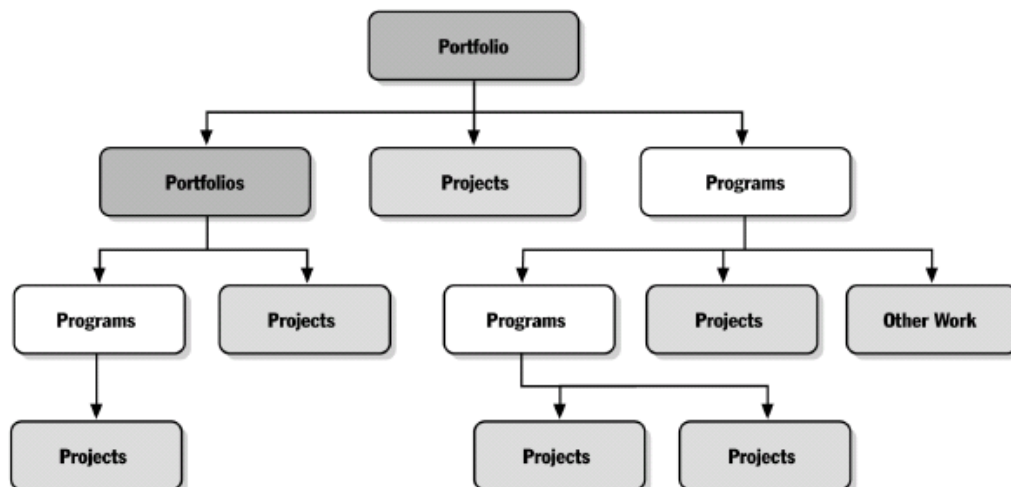 Portfolio
Portfolios
Projects
Programs
Programs
Projects
Programs
Projects
Other Work
Projects
Projects
Projects